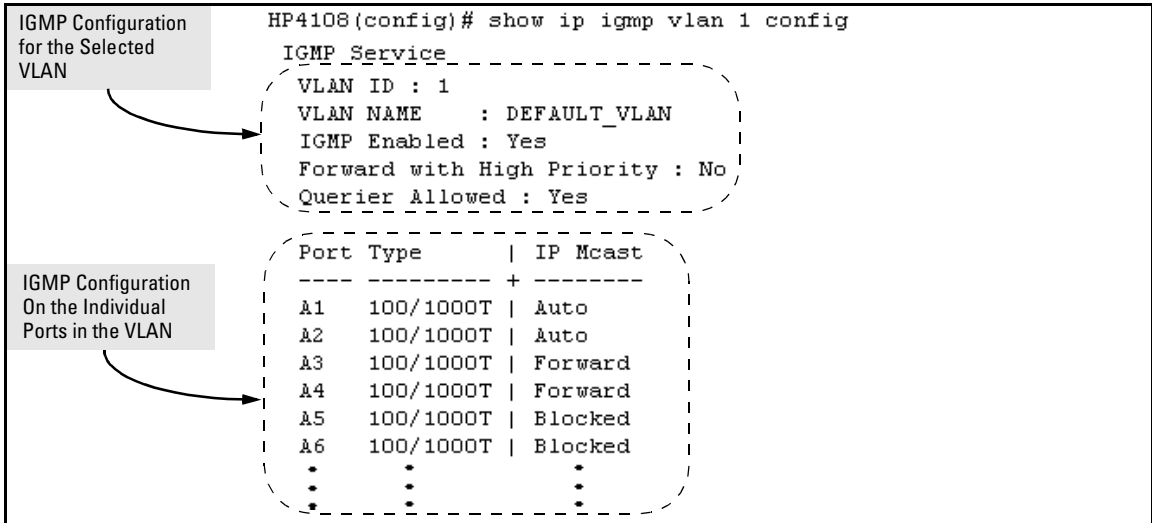 IGMP Configuration
for the Selected
VLAN
HP4108(config)# show ip igmp vlan 1 config
IGMP Service
VLAN ID : 1
VLAN NAME : DEFAULT_VLAN
IGMP Enabled : Yes
Forward with High Priority : No
Querier Allowed : Yes
IGMP Configuration
On the Individual
Ports in the VLAN
Port Type | IP Mcast
---- --------- + --------
A1 100/1000T | Auto
A2 100/1000T | Auto
A3 100/1000T | Forward
A4 100/1000T | Forward
A5 100/1000T | Blocked
A6 100/1000T | Blocked